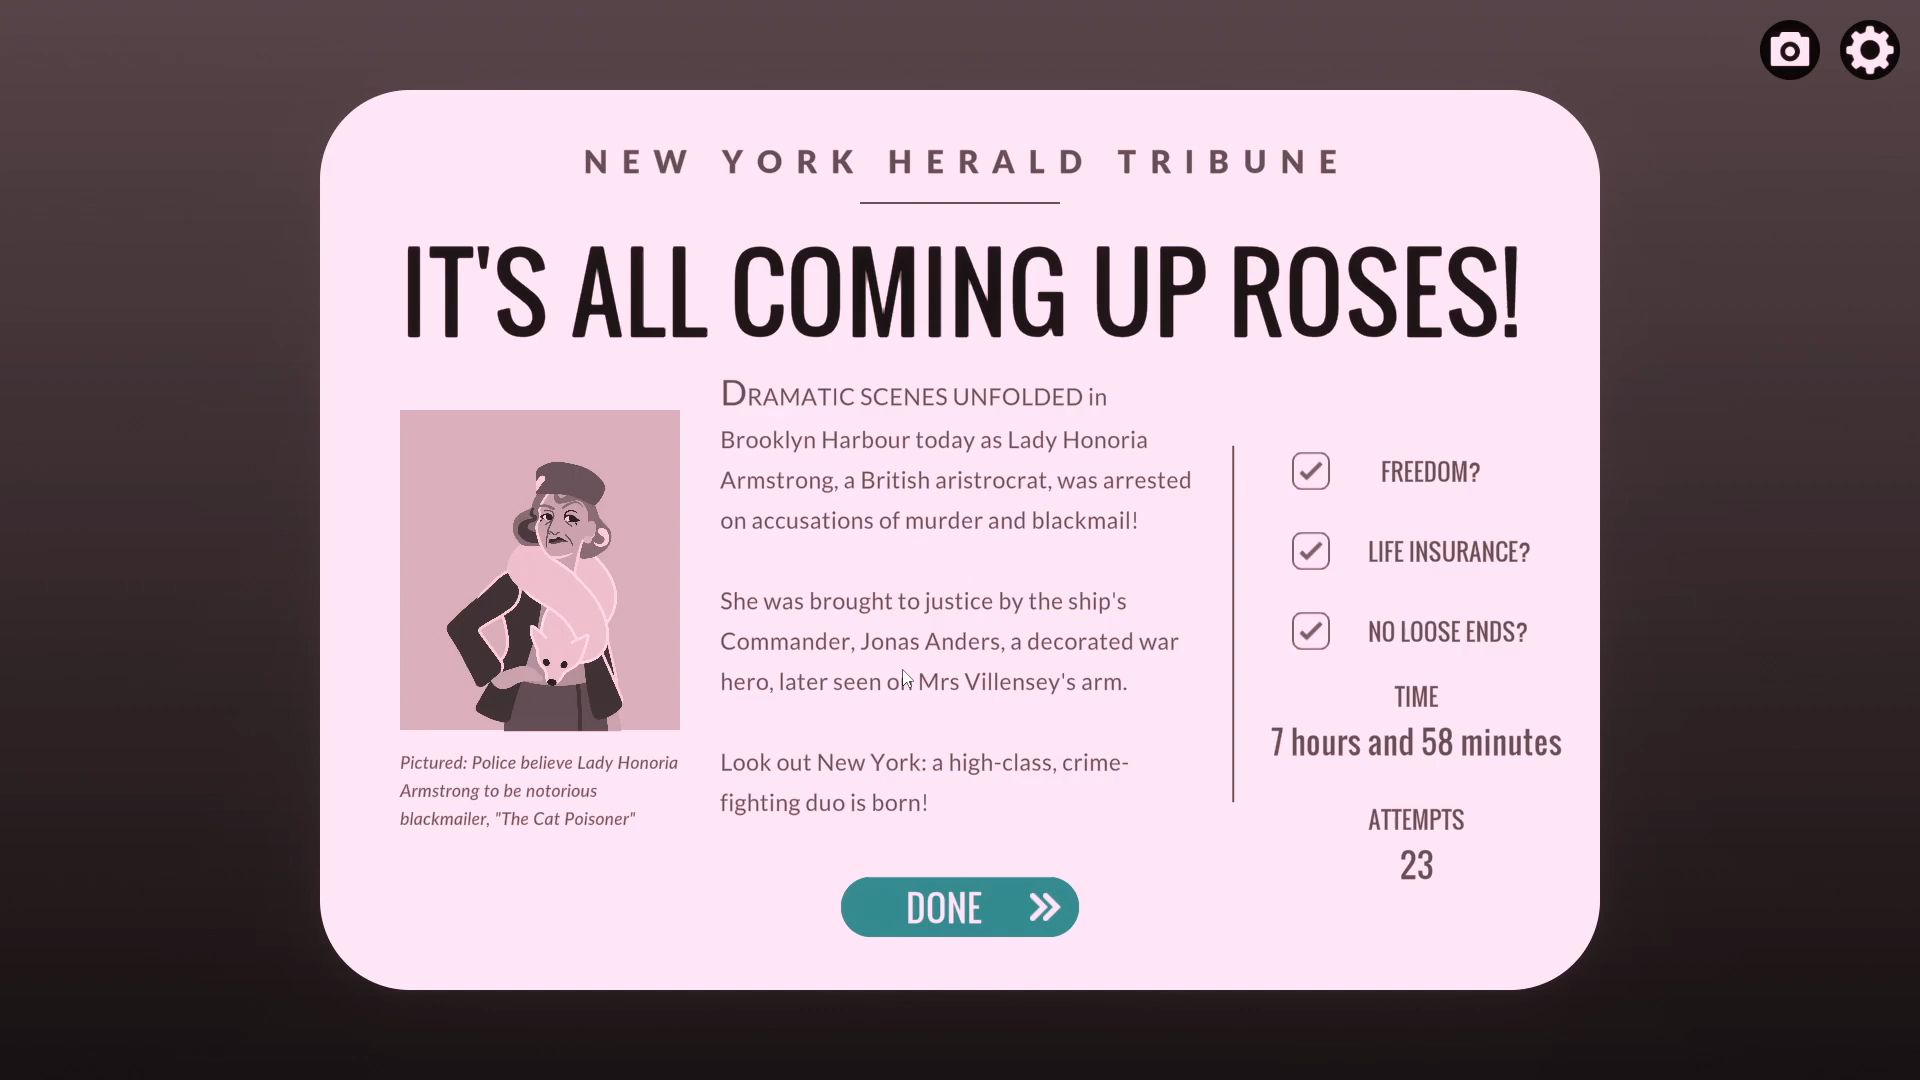 NEW YORK HERALD TRIBUNE
IT'S ALL COMING UP ROSES!
DRAMATIC SCENES UNFOLDED in
Brooklyn Harbour today as Lady Honoria
Armstrong, a British aristrocrat, was arrested
on accusations of murder and blackmail!
She was brought to justice by the ship's
Commander, Jonas Anders, a decorated war
hero, later seen on Mrs Villensey's arm.
Look out New York: a high-class, crime-
fighting duo is born!
Pictured: Police believe Lady Honoria
Armstrong to be notorious
blackmailer, "The Cat Poisoner"
FREEDOM?
LIFE INSURANCE?
NO LOOSE ENDS?
TIME
7 hours and 58 minutes
ATTEMPTS
23
DONE